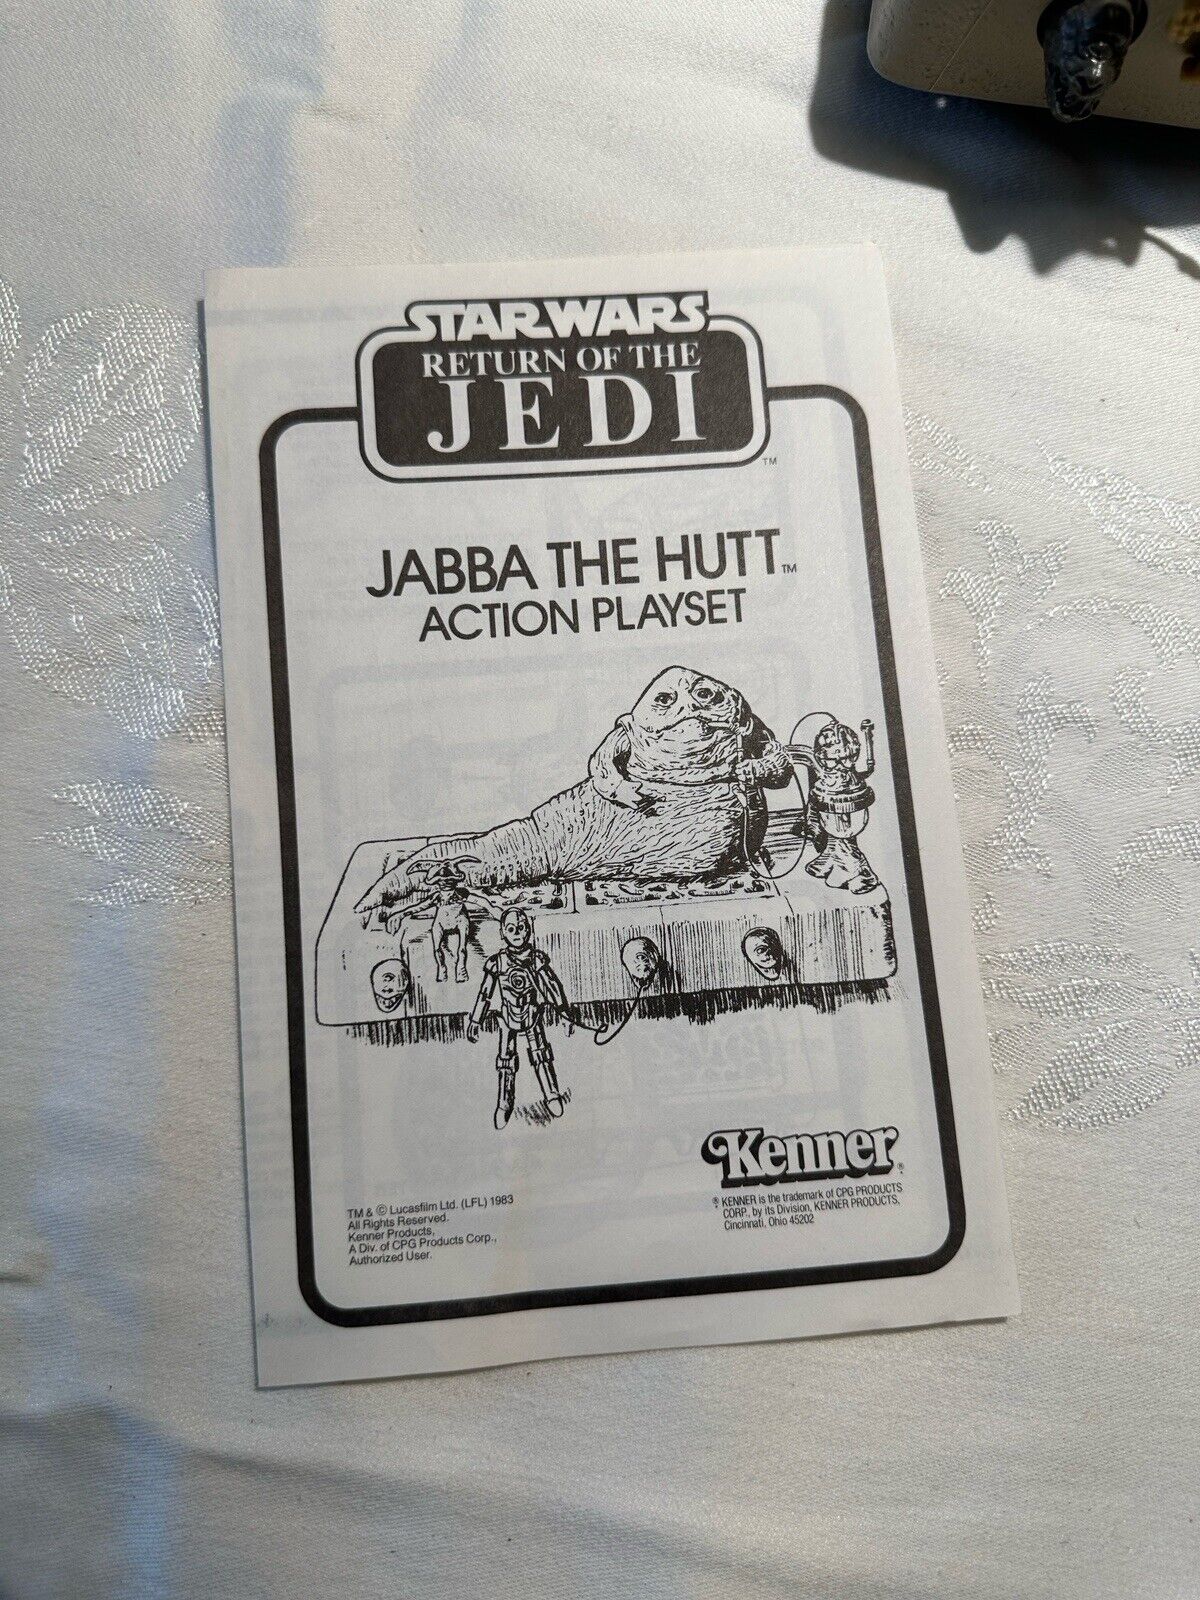 STAR WARS
RETURN OF THE
JEDI
TM
JABBA THE HUTT TM
ACTION PLAYSET
Kenner ®
TM & © Lucasfilm Ltd. (LFL) 1983
All Rights Reserved.
Kenner Products,
A Div. of CPG Products Corp.,
Authorized User.
® KENNER is the trademark of CPG PRODUCTS
CORP., by its Division, KENNER PRODUCTS,
Cincinnati, Ohio 45202